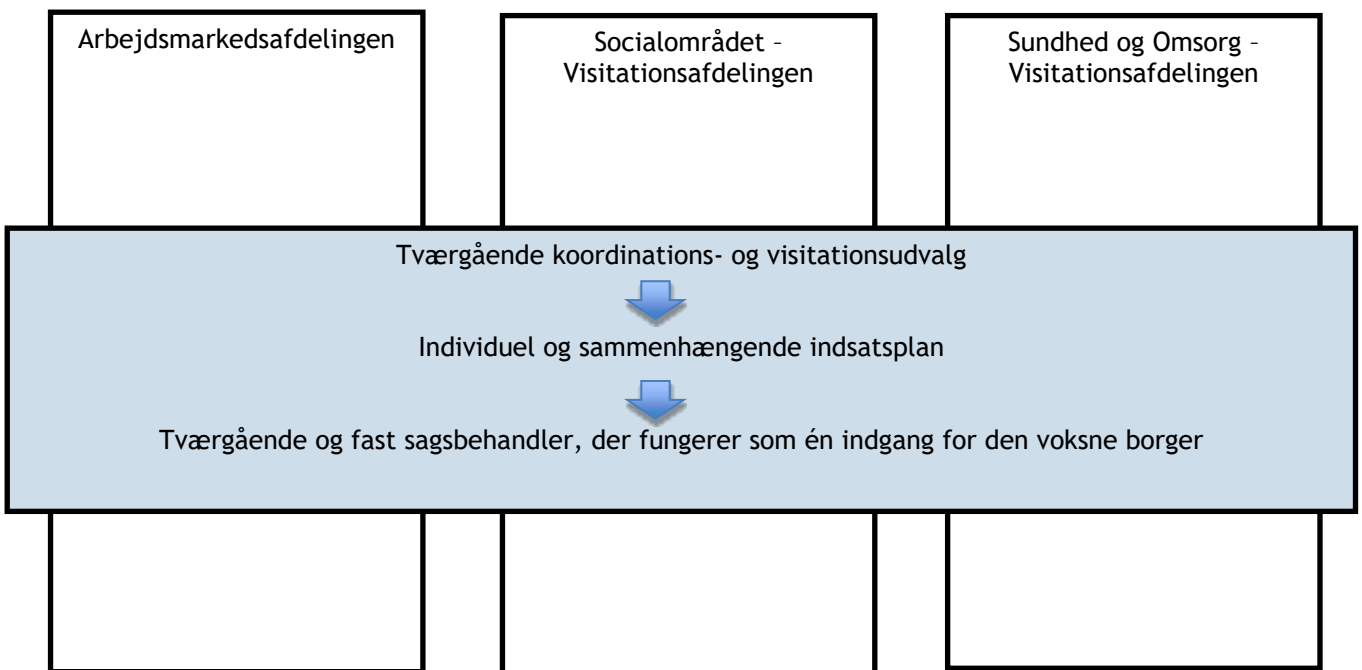 Arbejdsmarkedsafdelingen
Socialområdet –
Visitationsafdelingen
Sundhed og Omsorg –
Visitationsafdelingen
Tværgående koordinations- og visitationsudvalg
Individuel og sammenhængende indsatsplan
Tværgående og fast sagsbehandler, der fungerer som én indgang for den voksne borger